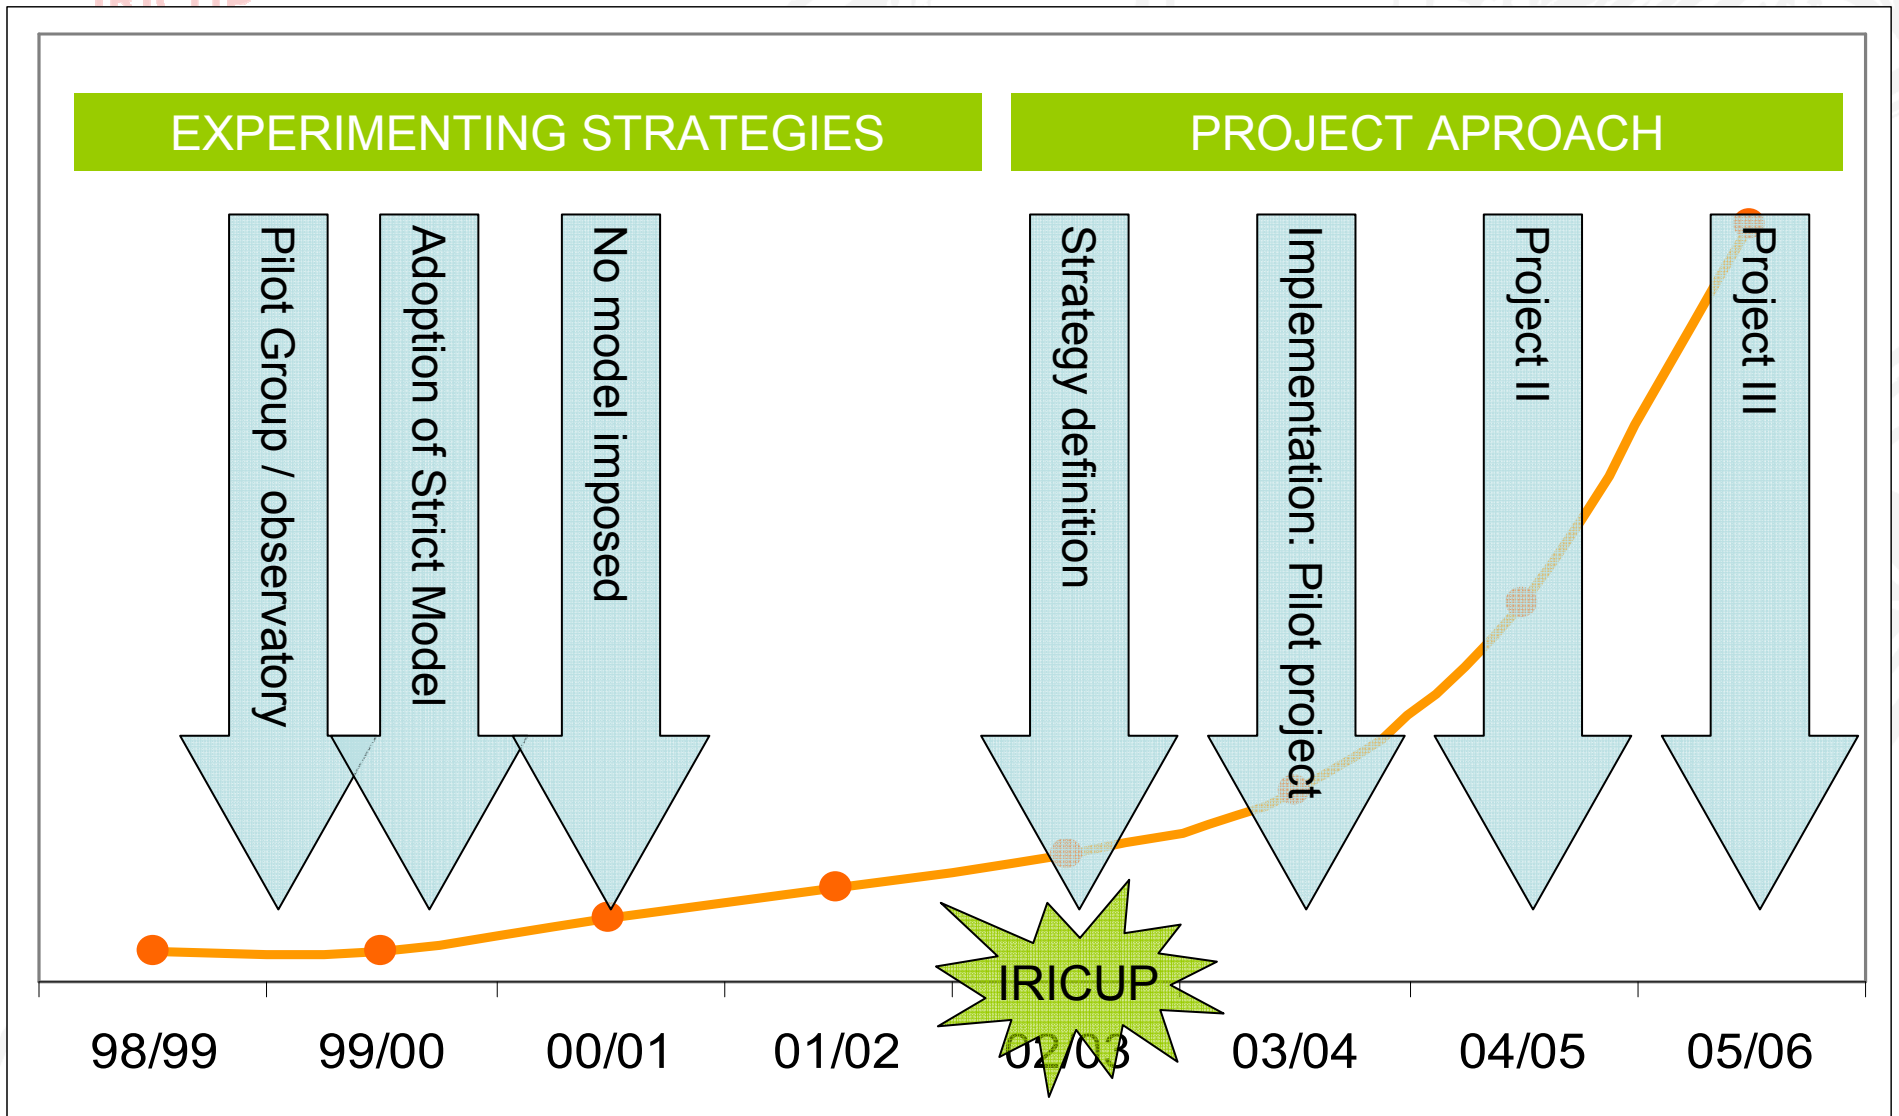 IRICUP
EXPERIMENTING STRATEGIES
PROJECT APROACH
Pilot Group / observatory
Adoption of Strict Model
No model imposed
Strategy definition
Implementation: Pilot project
Project II
Project III
IRICUP
98/99
99/00
00/01
01/02
02/03
03/04
04/05
05/06